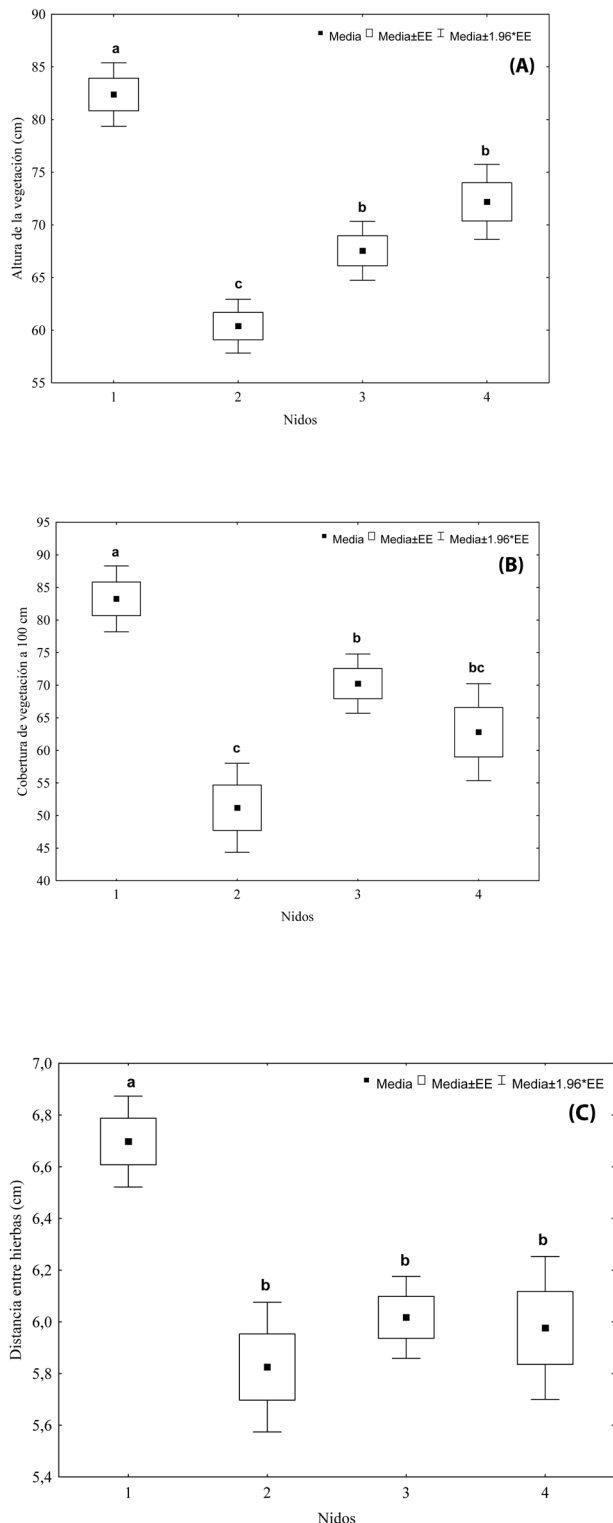 90
Media Media±EE Media±1.96*EE
(A)
85
80
75
70
65
60
55
Altura de la vegetación (cm)
a
c
b
b
1 2 3 4
Nidos
95
Media Media±EE Media±1.96*EE
(B)
90
85
80
75
70
65
60
55
50
45
40
Cobertura de vegetación a 100 cm
a
c
b
bc
1 2 3 4
Nidos
7,0
Media Media±EE Media±1.96*EE
(C)
6,8
6,6
6,4
6,2
6,0
5,8
5,6
5,4
Distancia entre hierbas (cm)
a
b
b
b
1 2 3 4
Nidos